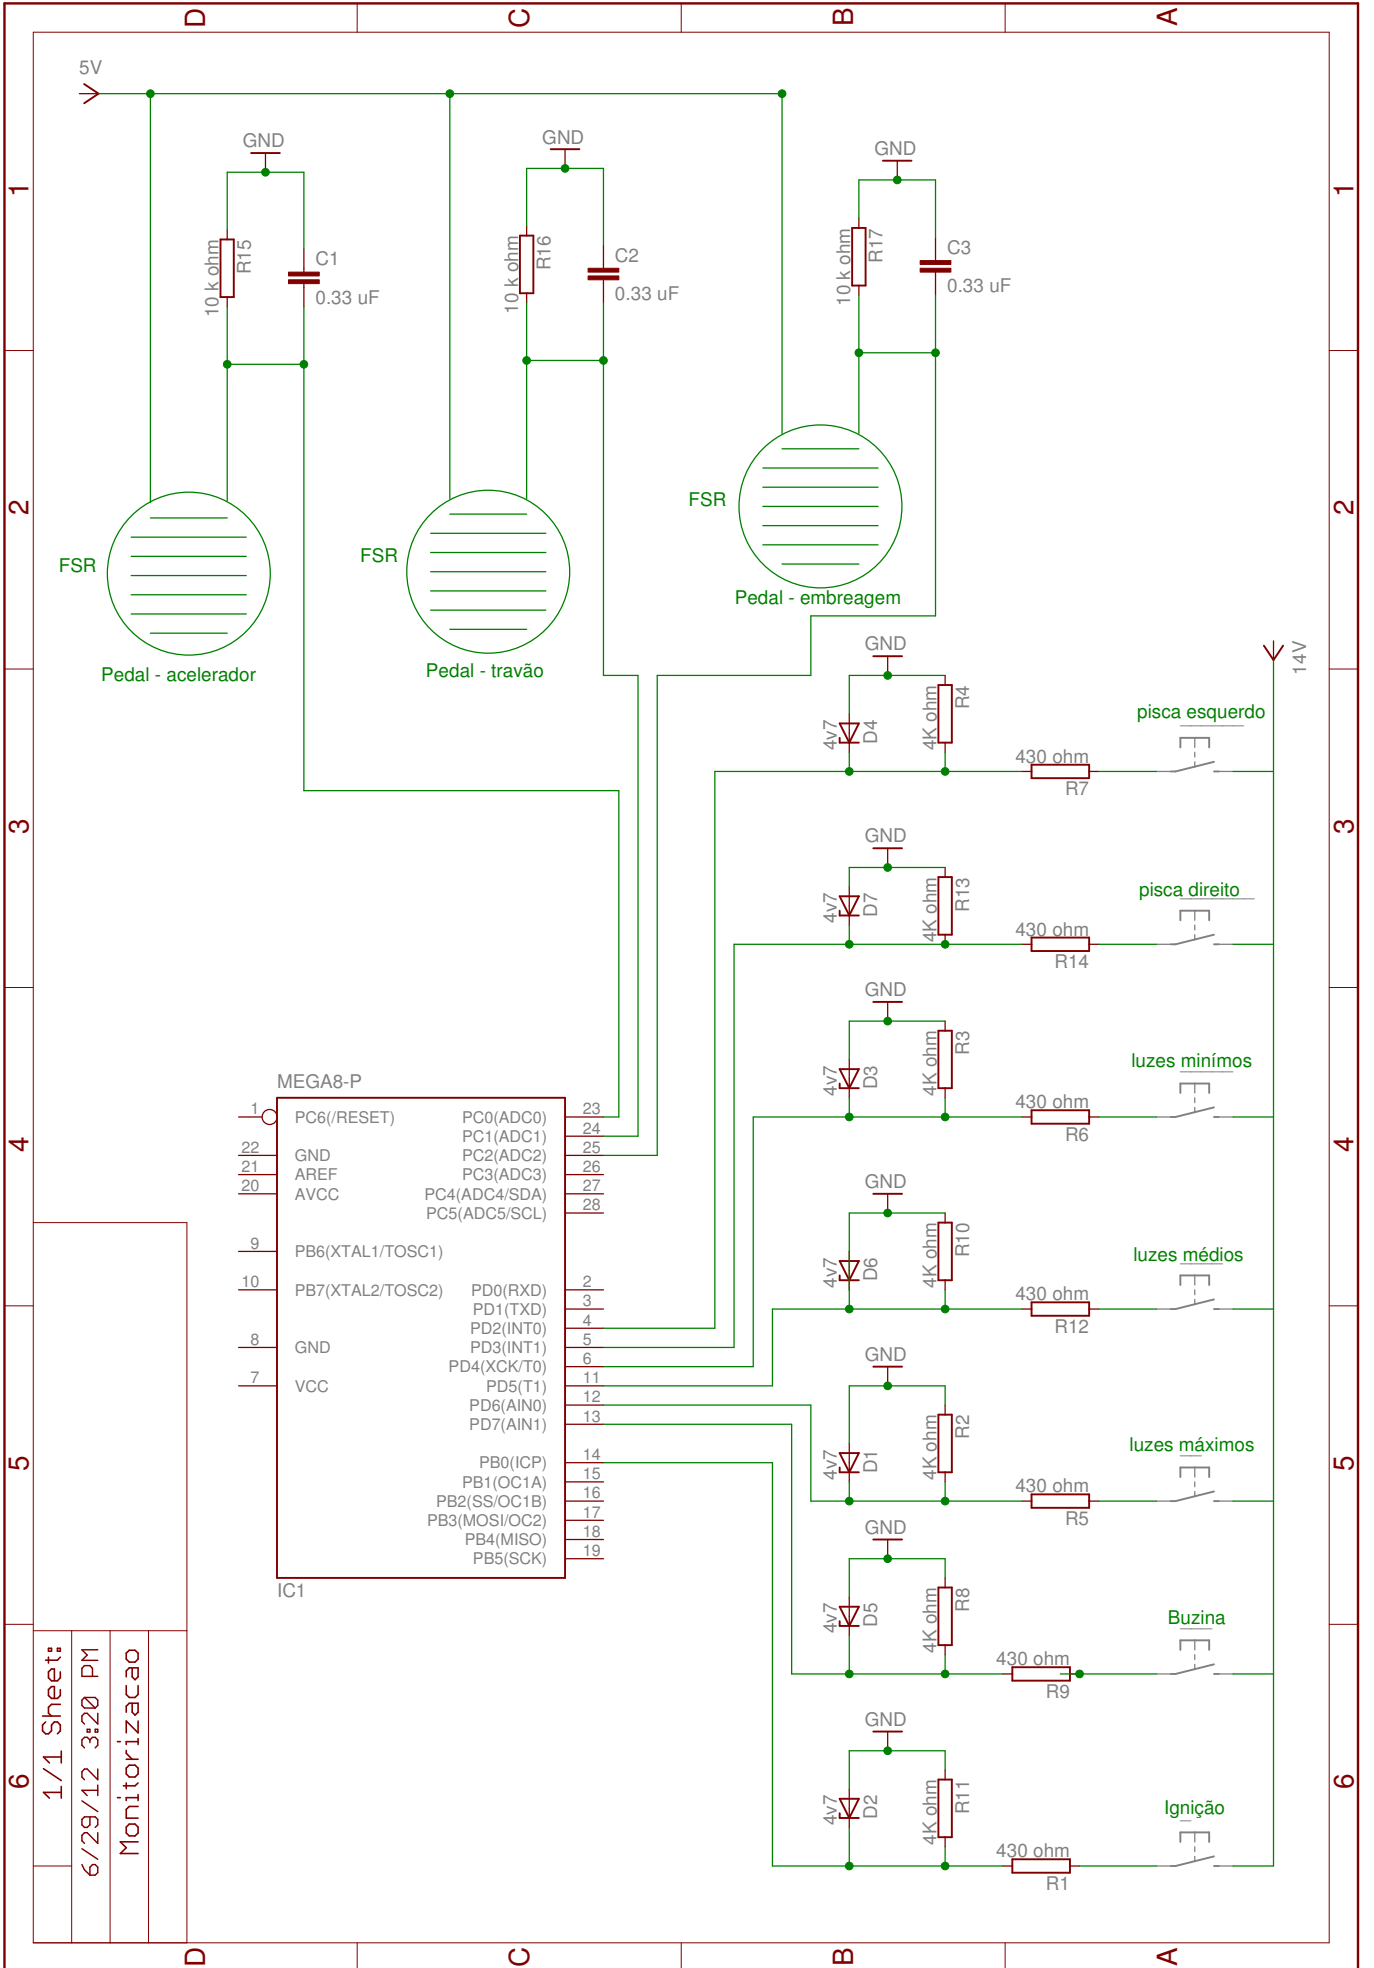 D C B A
5V
GND
10 k ohm
R15
C1
0.33 uF
GND
10 k ohm
R16
C2
0.33 uF
GND
10 k ohm
R17
C3
0.33 uF
1 1
2 2
FSR
Pedal - acelerador
FSR
Pedal - travão
FSR
Pedal - embreagem
14V
GND
4v7
D4
4K ohm
R4
430 ohm
R7
pisca esquerdo
3 3
GND
4v7
D7
4K ohm
R13
430 ohm
R14
pisca direito
GND
4v7
D3
4K ohm
R3
430 ohm
R6
luzes minímos
4 4
MEGA8-P
1 PC6(/RESET)
22 GND
21 AREF
20 AVCC
9 PB6(XTAL1/TOSC1)
10 PB7(XTAL2/TOSC2)
8 GND
7 VCC
PC0(ADC0) 23
PC1(ADC1) 24
PC2(ADC2) 25
PC3(ADC3) 26
PC4(ADC4/SDA) 27
PC5(ADC5/SCL) 28
PD0(RXD) 2
PD1(TXD) 3
PD2(INT0) 4
PD3(INT1) 5
PD4(XCK/T0) 6
PD5(T1) 11
PD6(AIN0) 12
PD7(AIN1) 13
PB0(ICP) 14
PB1(OC1A) 15
PB2(SS/OC1B) 16
PB3(MOSI/OC2) 17
PB4(MISO) 18
PB5(SCK) 19
IC1
GND
4v7
D6
4K ohm
R10
430 ohm
R12
luzes médios
GND
4v7
D1
4K ohm
R2
430 ohm
R5
luzes máximos
5 5
GND
4v7
D5
4K ohm
R8
430 ohm
R9
Buzina
GND
4v7
D2
4K ohm
R11
430 ohm
R1
Ignição
6 6
1/1 Sheet:
6/29/12 3:20 PM
Monitorizacao
D C B A